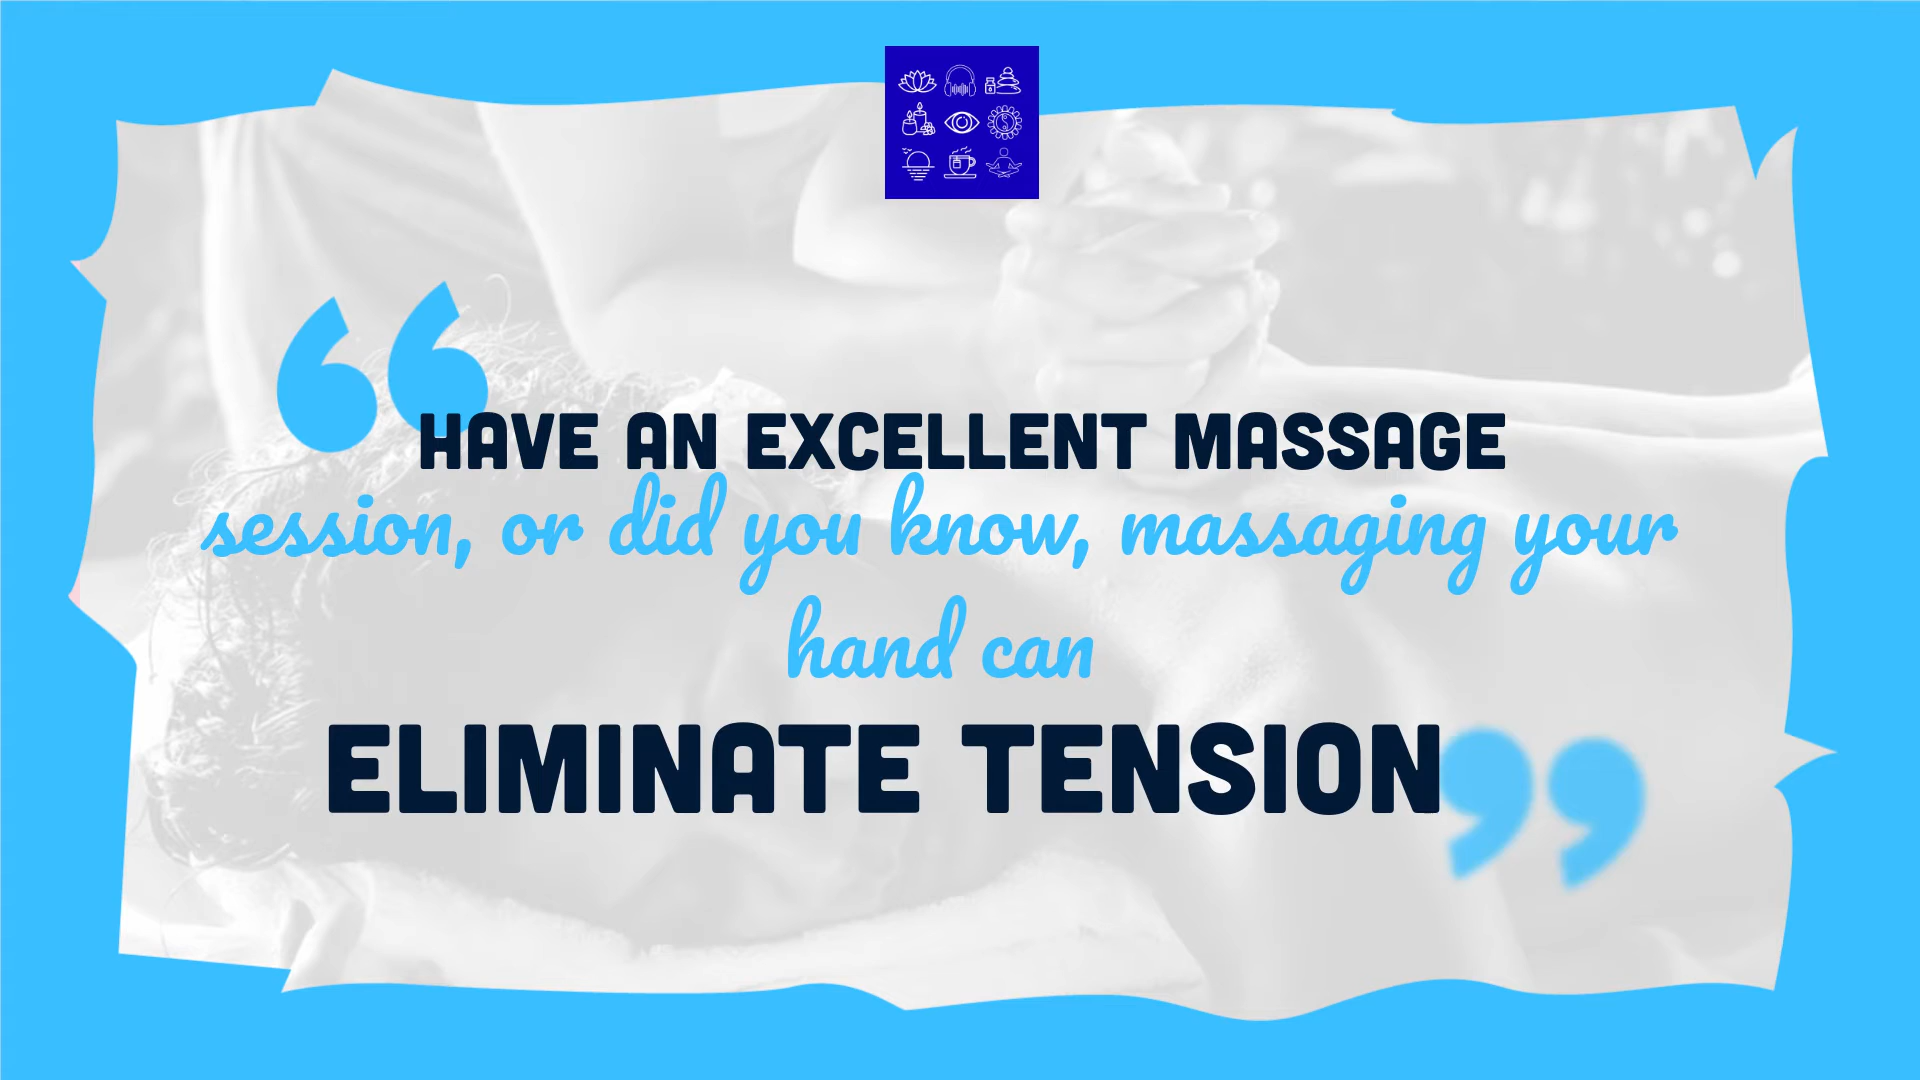 HAVE AN EXCELLENT MASSAGE
session, or did you know, massaging your
hand can
ELIMINATE TENSION